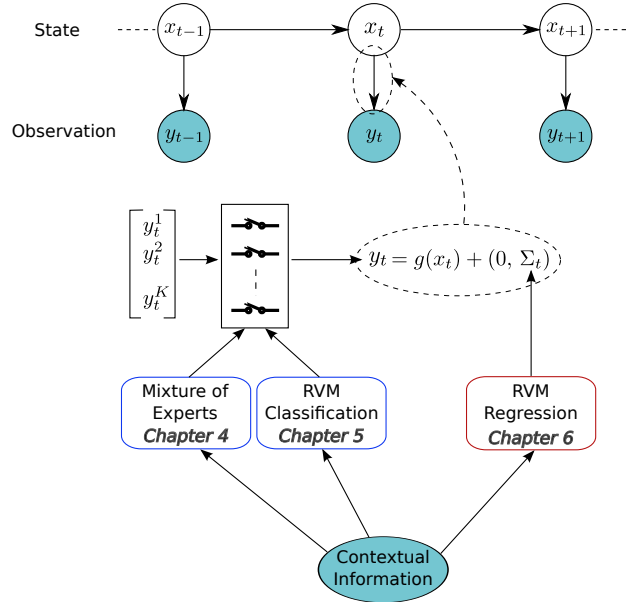 State
x_{t−1}
x_t
x_{t+1}
Observation
y_{t−1}
y_t
y_{t+1}
y_t^1
y_t^2
y_t^K
y_t = g(x_t) + (0, Σ_t)
Mixture of
Experts
Chapter 4
RVM
Classification
Chapter 5
RVM
Regression
Chapter 6
Contextual
Information